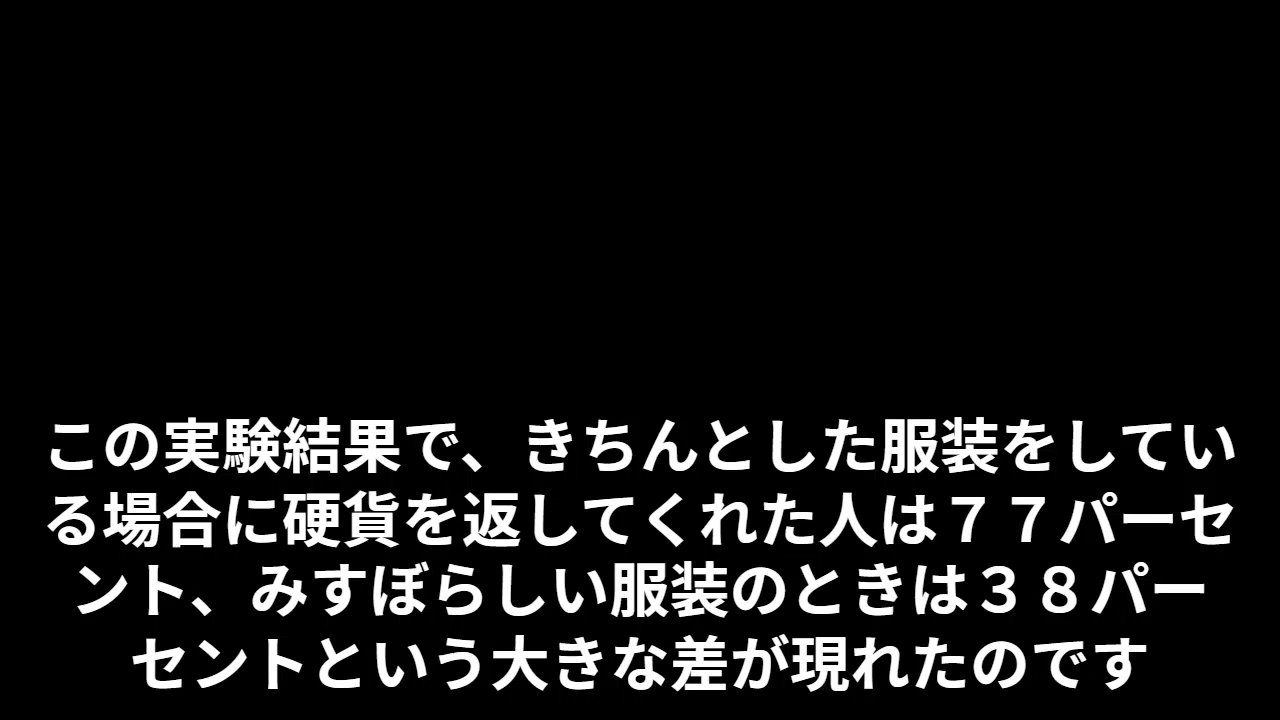 この実験結果で、きちんとした服装をしてい
る場合に硬貨を返してくれた人は７７パーセ
ント、みすぼらしい服装のときは３８パー
セントという大きな差が現れたのです